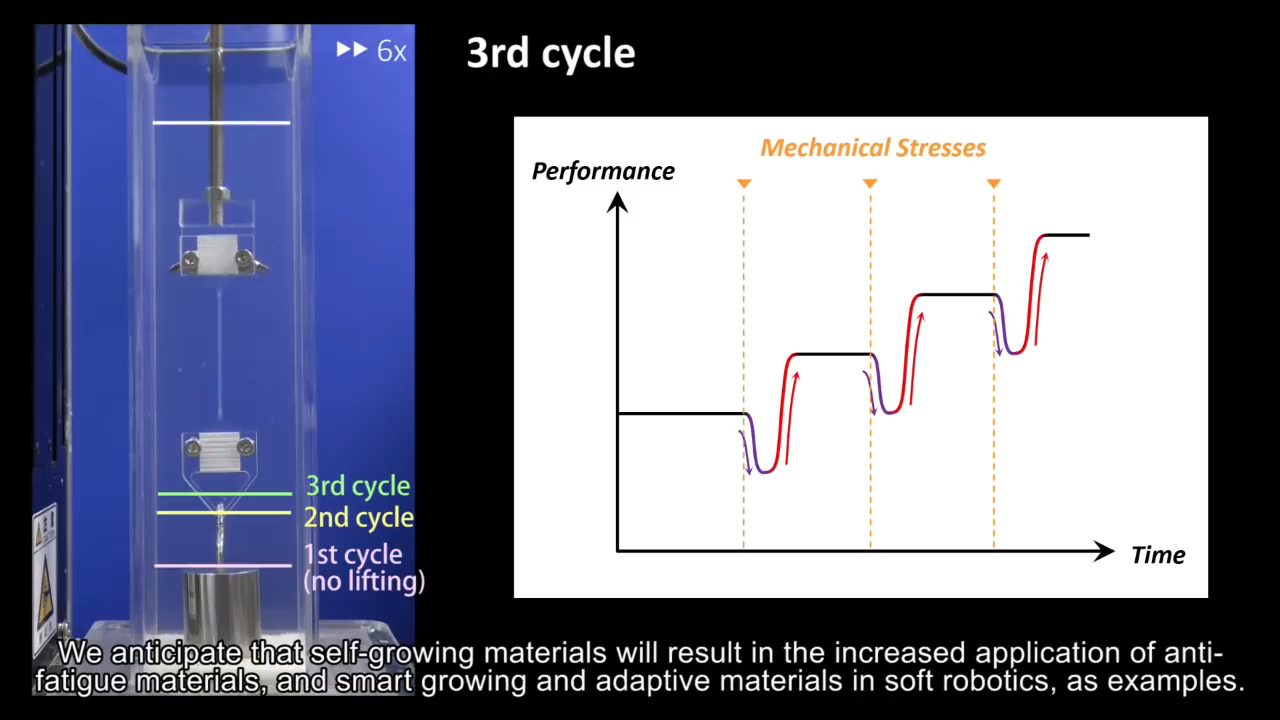 ▶▶ 6x
3rd cycle
Mechanical Stresses
Performance
3rd cycle
2nd cycle
1st cycle
(no lifting)
Time
We anticipate that self-growing materials will result in the increased application of anti-
fatigue materials, and smart growing and adaptive materials in soft robotics, as examples.